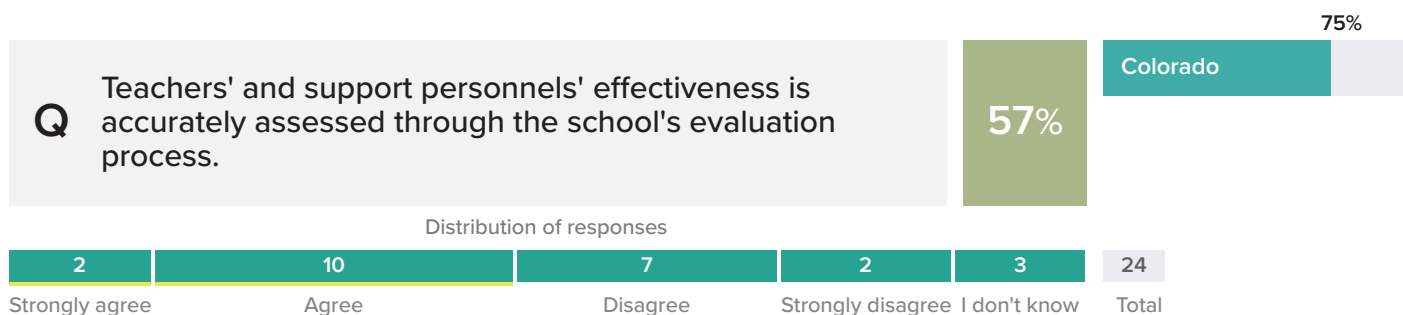 75%
Q
Teachers' and support personnels' effectiveness is
accurately assessed through the school's evaluation
process.
57%
Colorado
Distribution of responses
2 10 7 2 3 24
Strongly agree Agree Disagree Strongly disagree I don't know Total